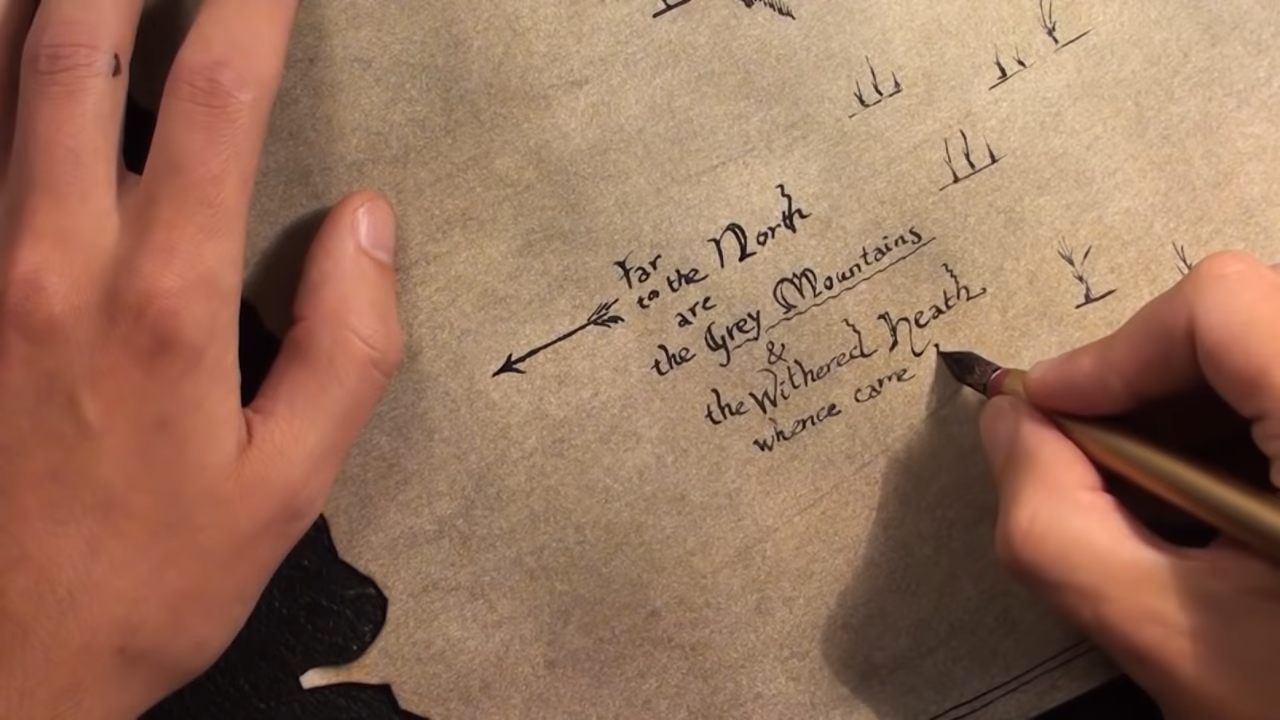 Far
to the North
are
the Grey Mountains
&
the Withered Heath
whence came